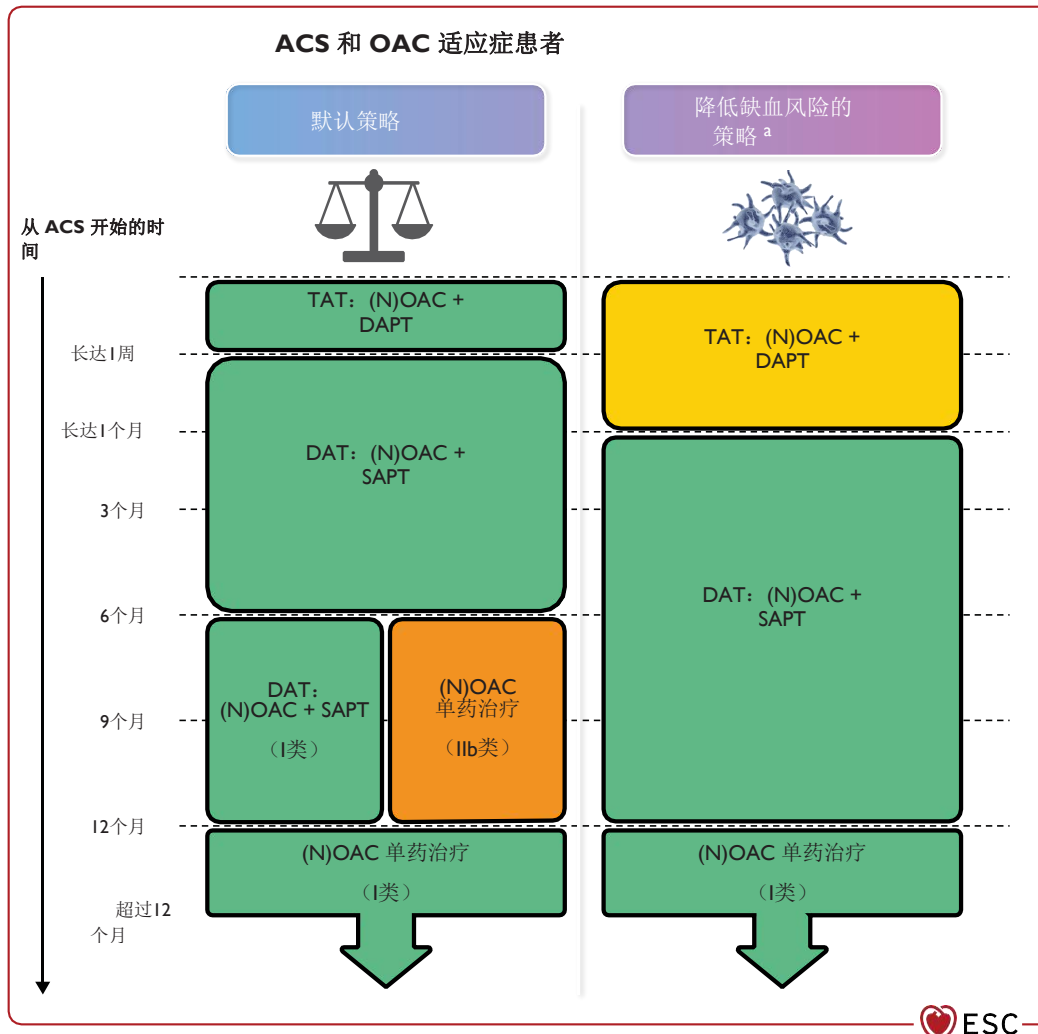 ACS 和 OAC 适应症患者
默认策略
降低缺血风险的
策略 a
从 ACS 开始的时
间
TAT：(N)OAC +
DAPT
TAT：(N)OAC +
DAPT
长达1周
长达1个月
DAT：(N)OAC +
SAPT
3个月
DAT：(N)OAC +
SAPT
6个月
DAT：
(N)OAC + SAPT
（I类）
(N)OAC
单药治疗
（IIb类）
9个月
12个月
(N)OAC 单药治疗
（I类）
(N)OAC 单药治疗
（I类）
超过12
个月
ESC